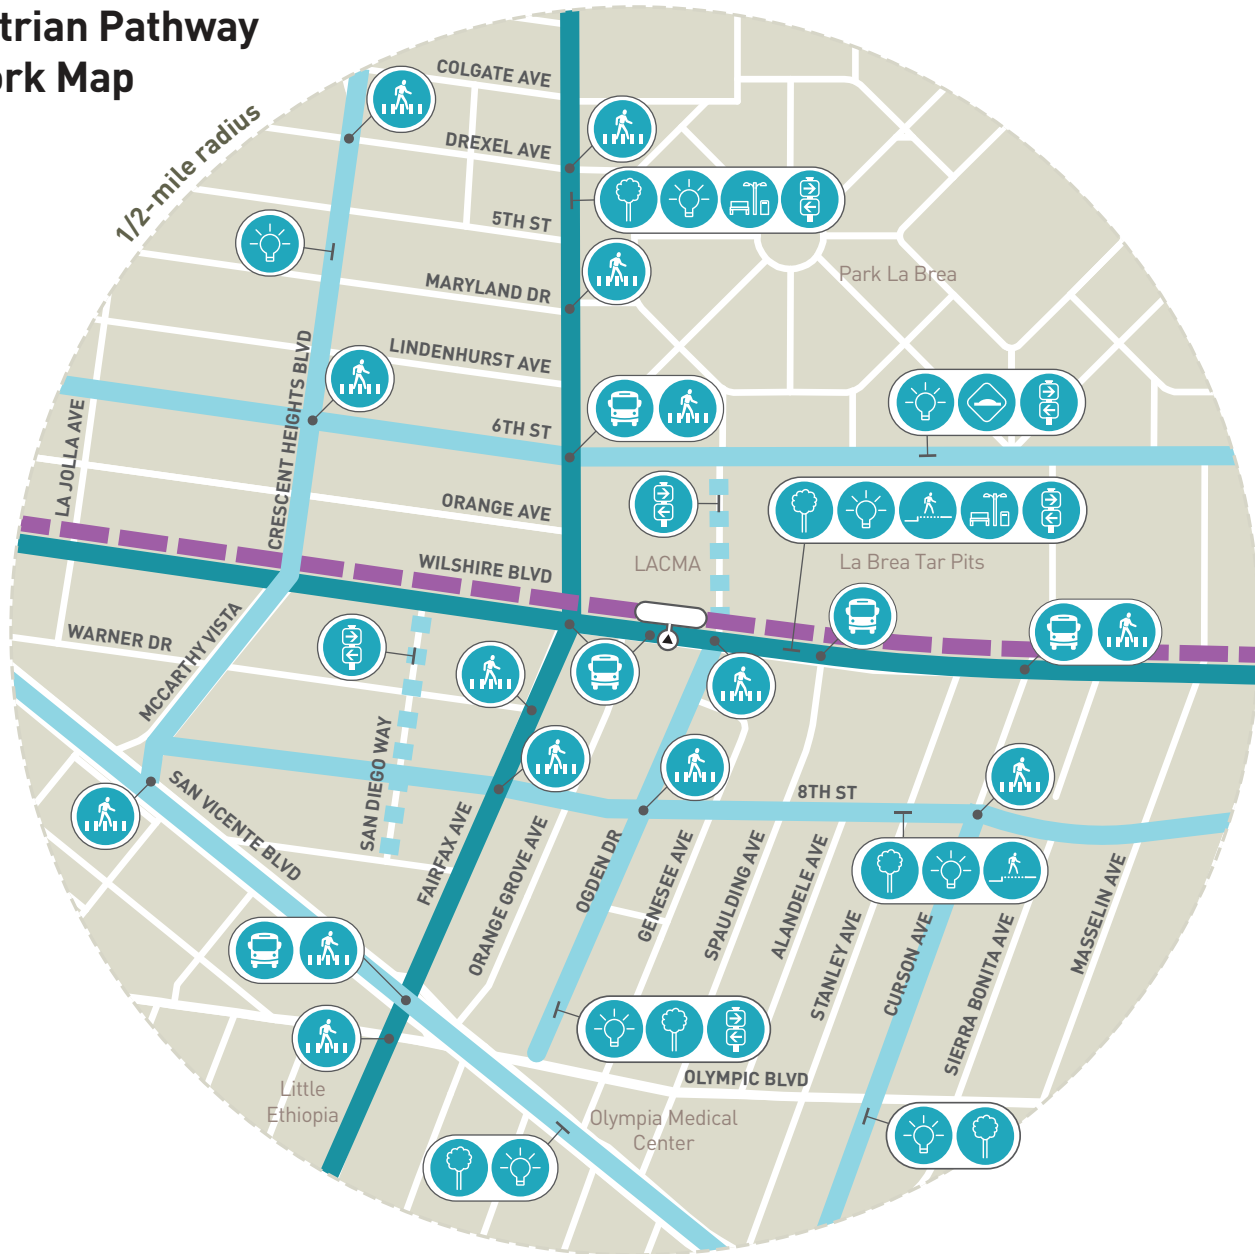 trian Pathway
ork Map
1/2-mile radius
COLGATE AVE
DREXEL AVE
5TH ST
MARYLAND DR
Park La Brea
LINDENHURST AVE
CRESCENT HEIGHTS BLVD
LA JOLLA AVE
6TH ST
ORANGE AVE
WILSHIRE BLVD
LACMA
La Brea Tar Pits
WARNER DR
MCCARTHY VISTA
SAN DIEGO WAY
SAN VICENTE BLVD
8TH ST
FAIRFAX AVE
ORANGE GROVE AVE
OGDEN DR
GENESEE AVE
SPAULDING AVE
ALANDELE AVE
STANLEY AVE
CURSON AVE
SIERRA BONITA AVE
MASSELIN AVE
OLYMPIC BLVD
Little
Ethiopia
Olympia Medical
Center